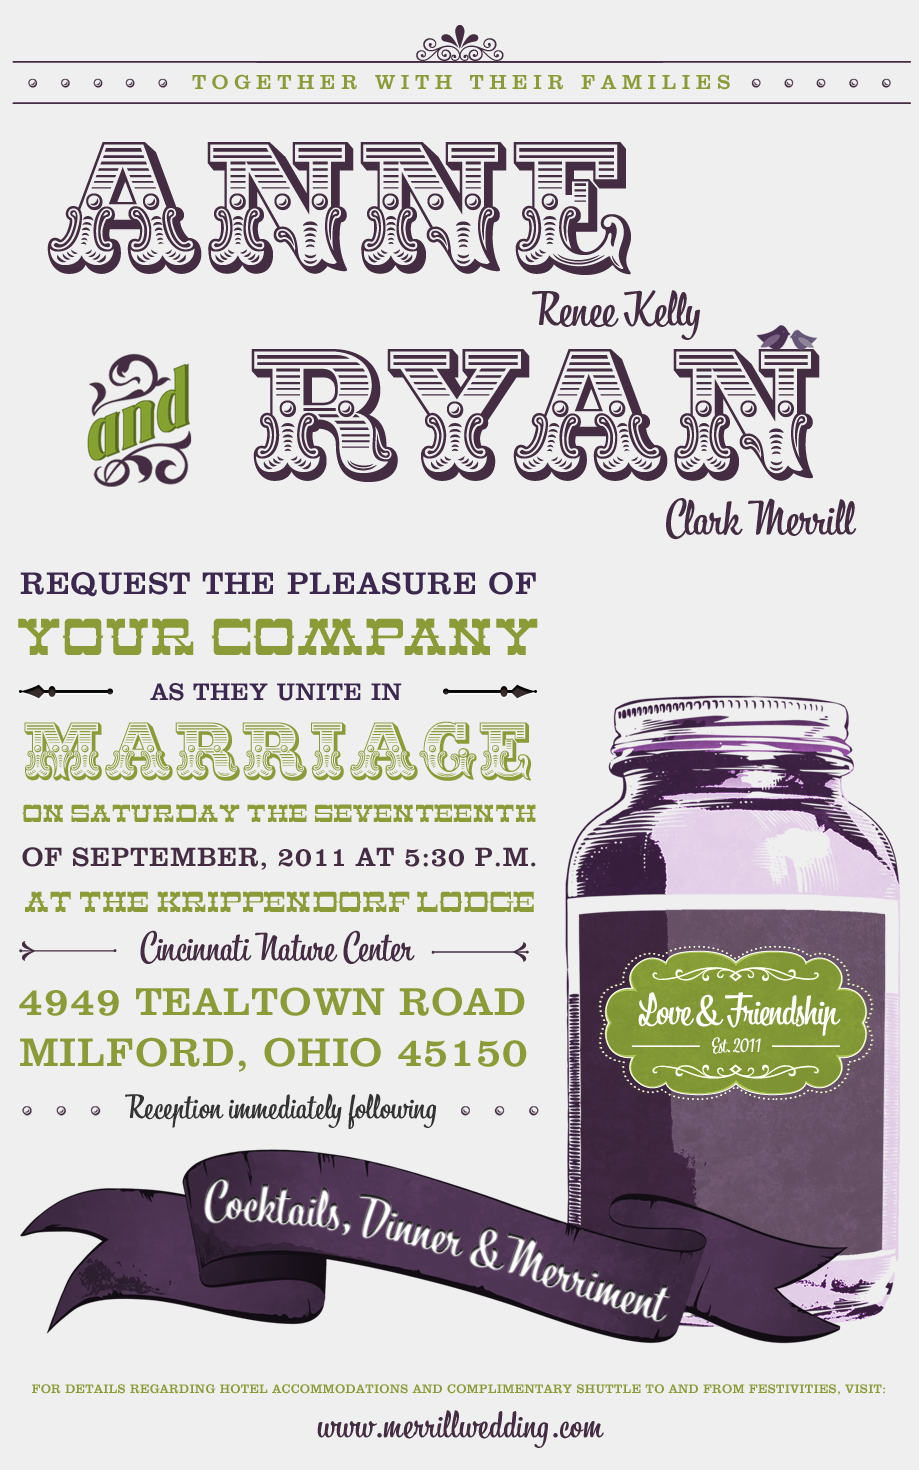 TOGETHER WITH THEIR FAMILIES
ANNE
Renee Kelly
and
RYAN
Clark Merrill
REQUEST THE PLEASURE OF
YOUR COMPANY
AS THEY UNITE IN
MARRIAGE
ON SATURDAY THE SEVENTEENTH
OF SEPTEMBER, 2011 AT 5:30 P.M.
AT THE KRIPPENDORF LODGE
Cincinnati Nature Center
4949 TEALTOWN ROAD
MILFORD, OHIO 45150
Reception immediately following
Love & Friendship
Est. 2011
Cocktails, Dinner & Merriment
FOR DETAILS REGARDING HOTEL ACCOMMODATIONS AND COMPLIMENTARY SHUTTLE TO AND FROM FESTIVITIES, VISIT:
www.merrillwedding.com